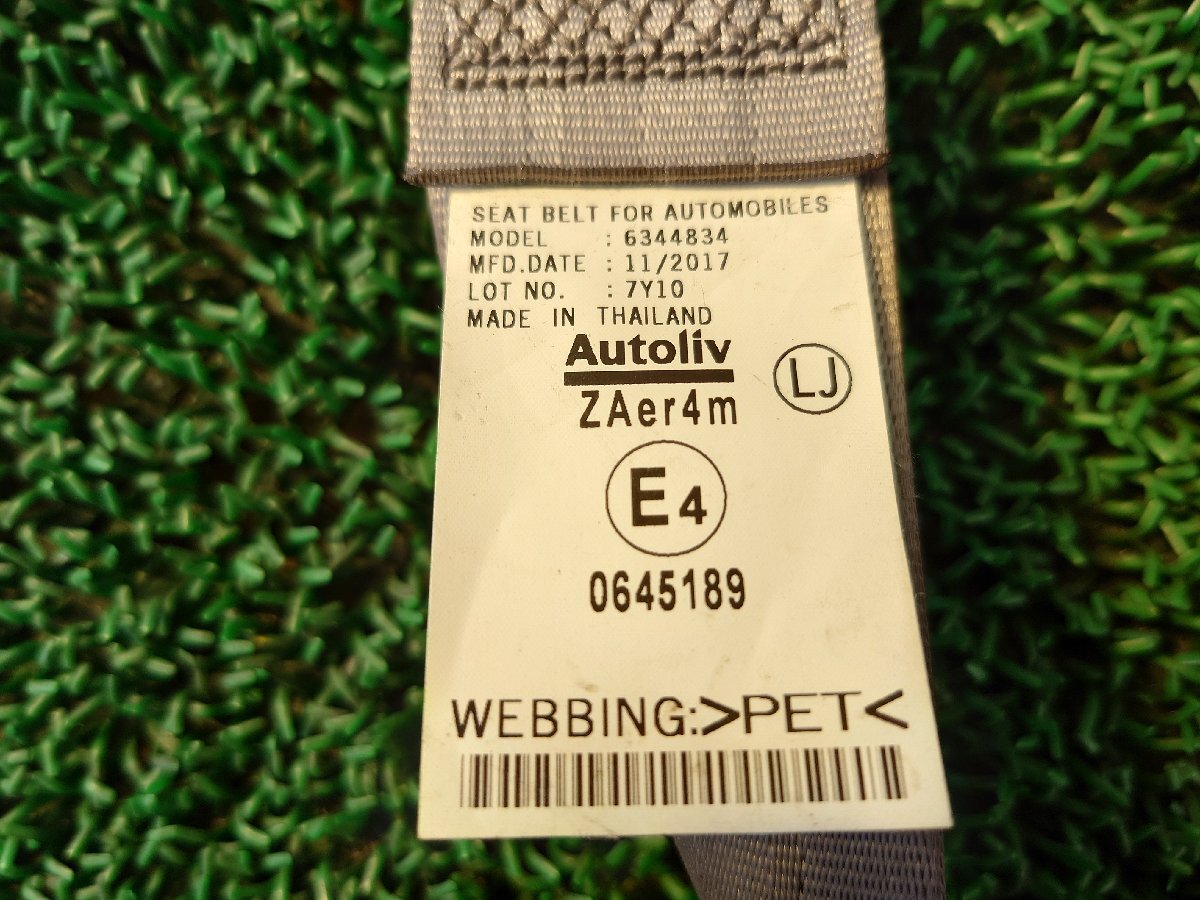 SEAT BELT FOR AUTOMOBILES
MODEL : 6344834
MFD.DATE : 11/2017
LOT NO. : 7Y10
MADE IN THAILAND
Autoliv
LJ
ZAer4m
E4
0645189
WEBBING:>PET<